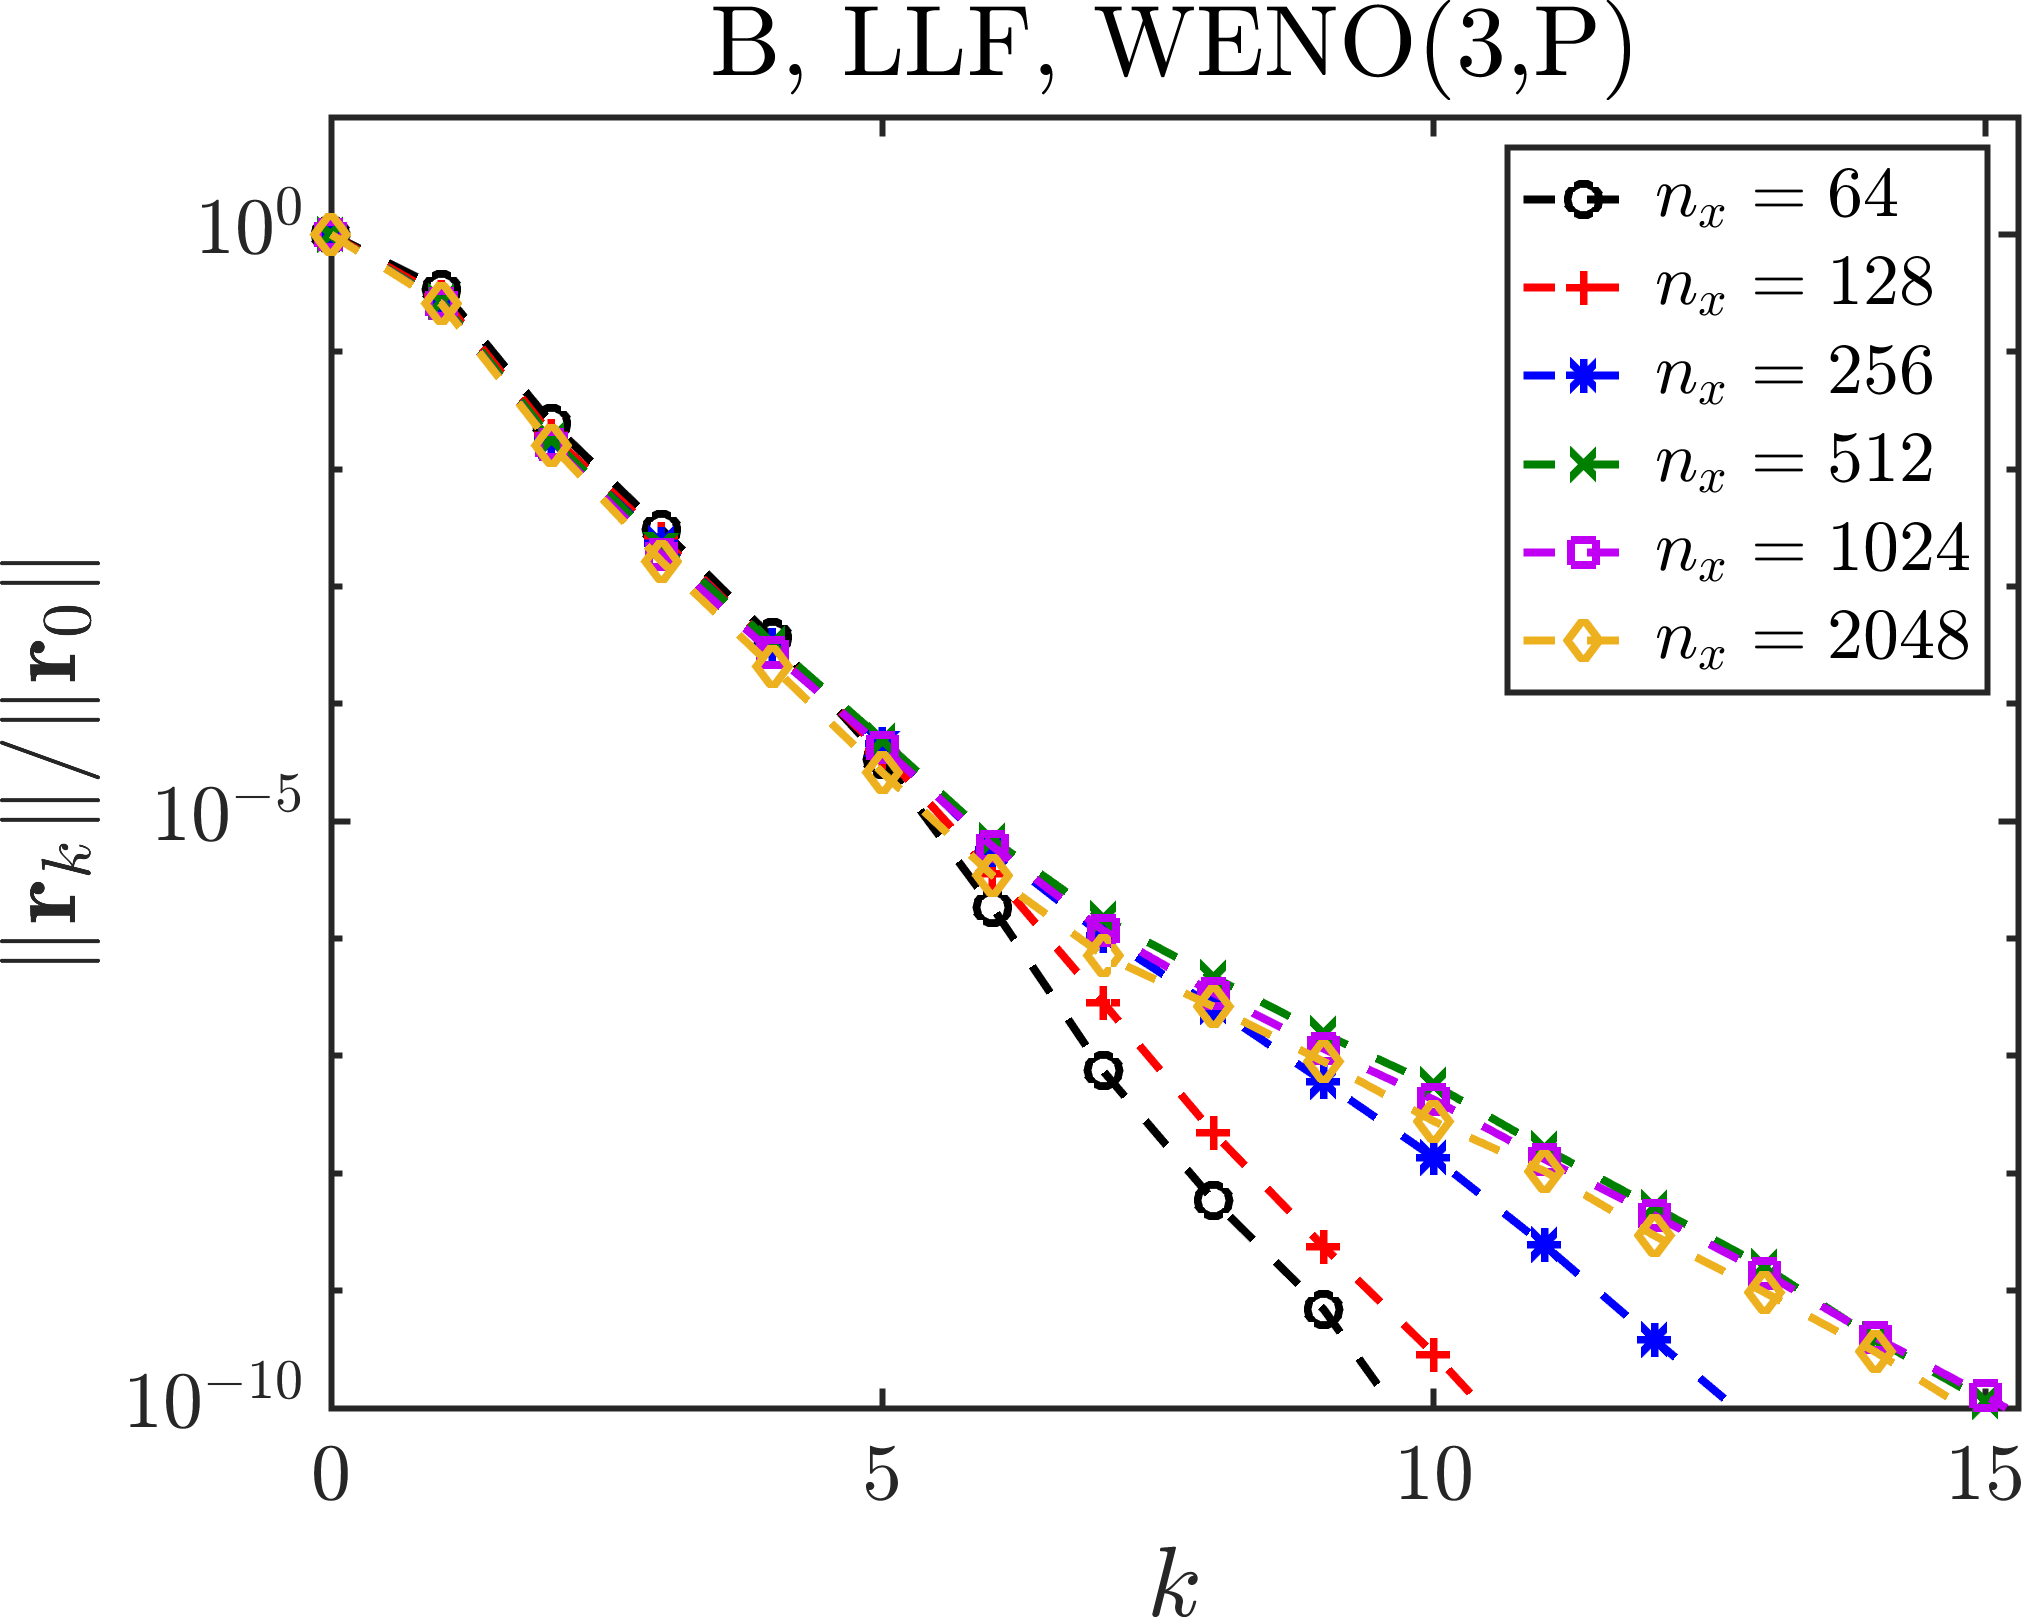 B, LLF, WENO(3,P)
10^0
10^−5
10^−10
‖r_k‖/‖r_0‖
n_x = 64
n_x = 128
n_x = 256
n_x = 512
n_x = 1024
n_x = 2048
0 5 10 15
k